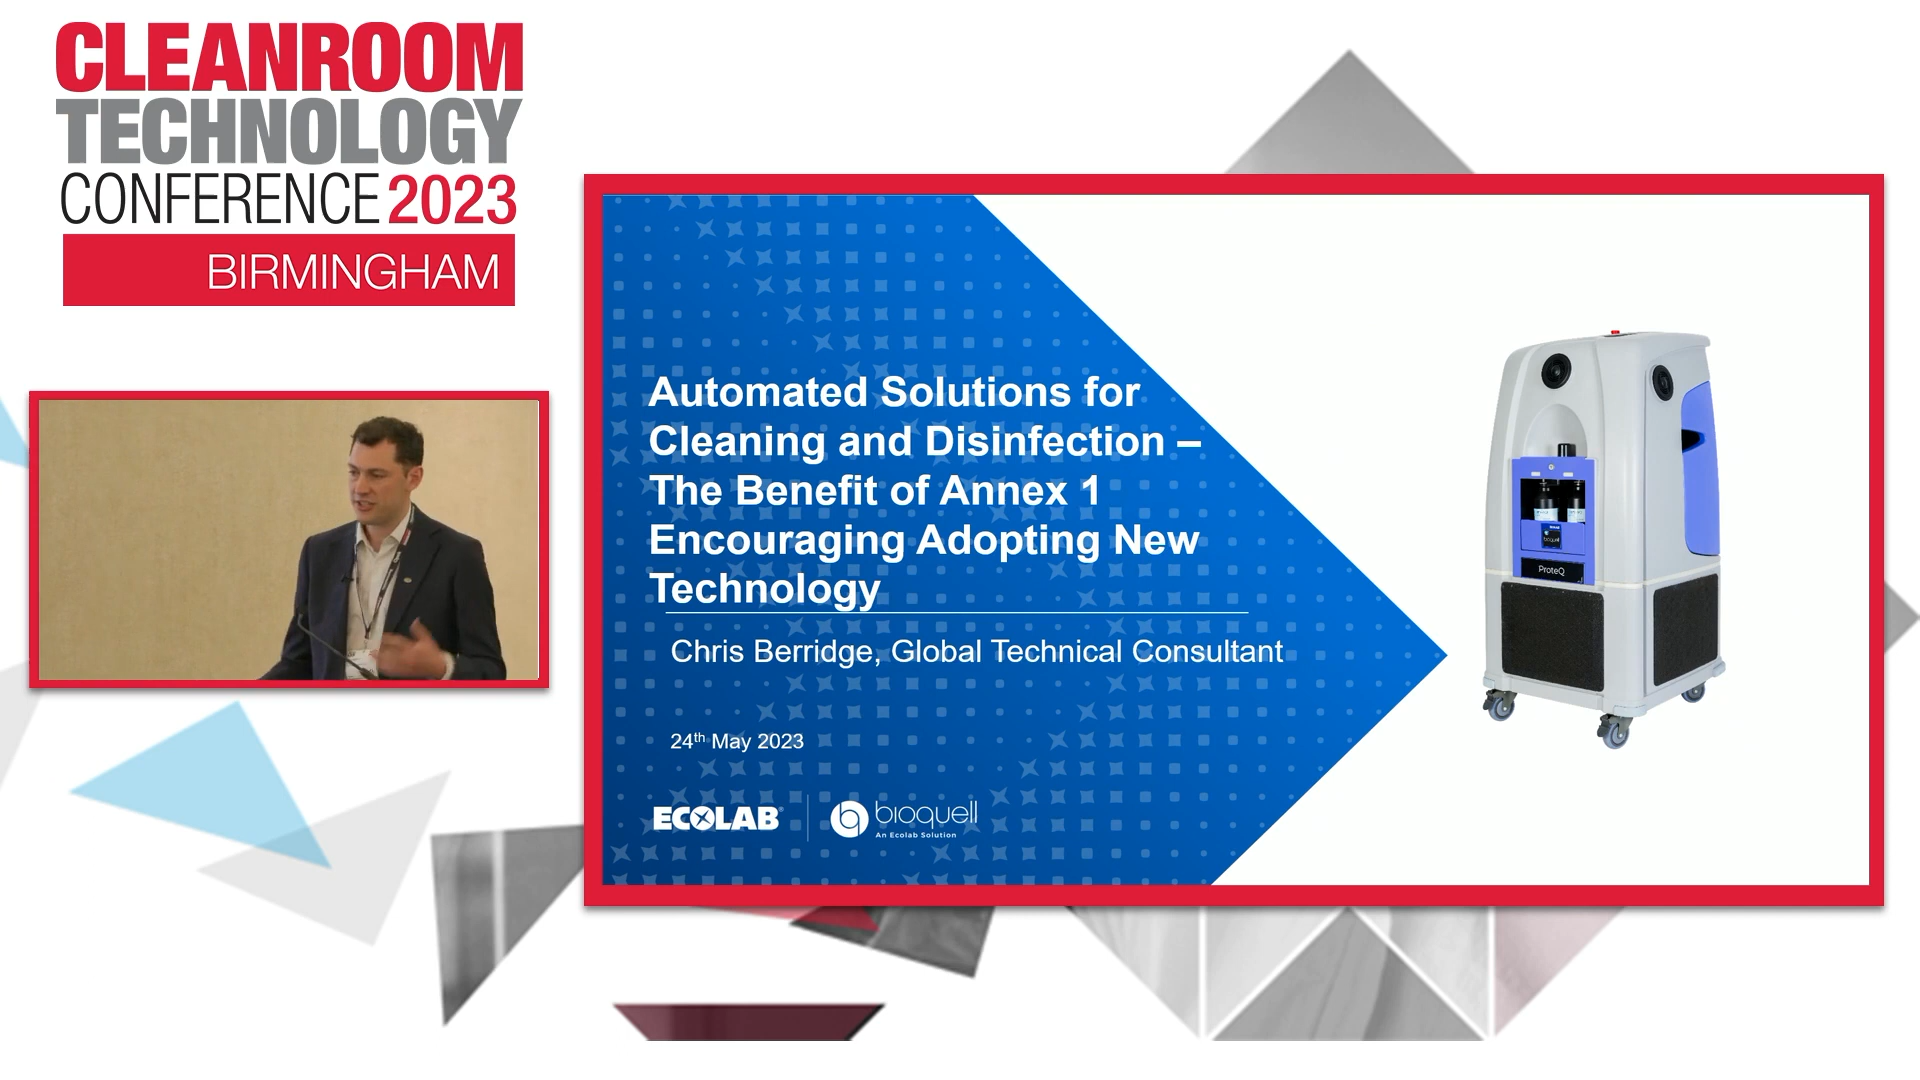 CLEANROOM
TECHNOLOGY
CONFERENCE 2023
BIRMINGHAM
Automated Solutions for
Cleaning and Disinfection –
The Benefit of Annex 1
Encouraging Adopting New
Technology
Chris Berridge, Global Technical Consultant
24th May 2023
ECOLAB
bioquell
An Ecolab Solution
bioquell
ProteQ